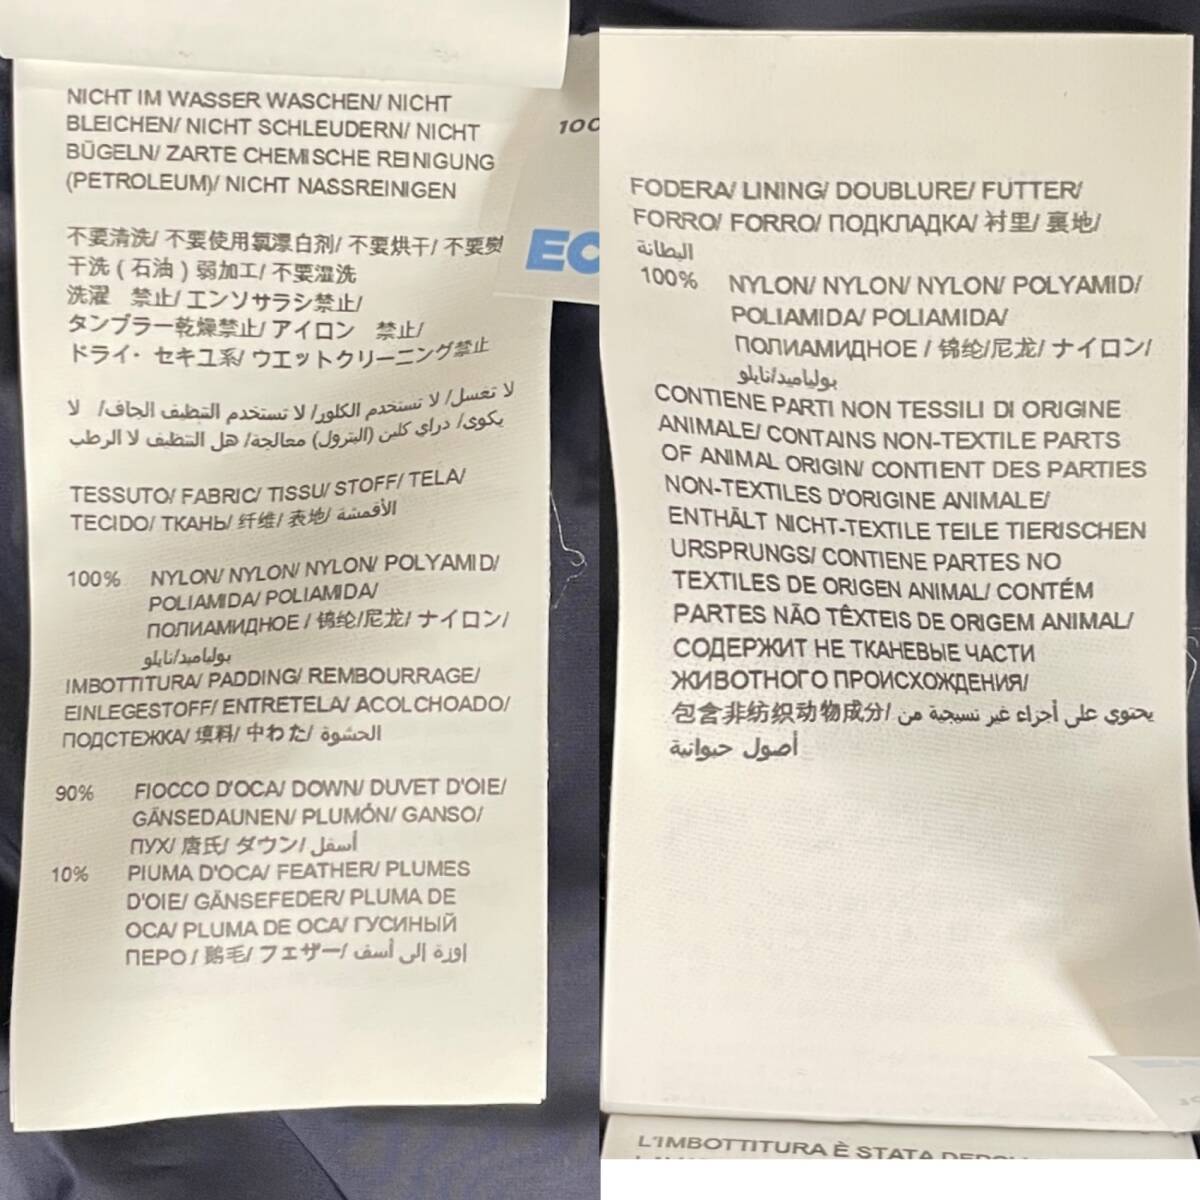 NICHT IM WASSER WASCHEN/ NICHT
BLEICHEN/ NICHT SCHLEUDERN/ NICHT
BÜGELN/ ZARTE CHEMISCHE REINIGUNG
(PETROLEUM)/ NICHT NASSREINIGEN
不要清洗/ 不要使用氯漂白剂/ 不要烘干/ 不要熨
干洗 ( 石油 ) 弱加工/ 不要湿洗
洗濯 禁止/ エンソサラシ禁止/
タンブラー乾燥禁止/ アイロン 禁止/
ドライ・セキユ系/ ウエットクリーニング禁止
لا تغسل/ لا تستخدم الكلور/ لا تستخدم التظيف الجاف/ لا
يكوى/ دراي كلين (البترول) معالجة/ هل التظيف لا الرطب
TESSUTO/ FABRIC/ TISSU/ STOFF/ TELA/
TECIDO/ ТКАНЬ/ 纤维/ 表地/ الأقمشة
100% NYLON/ NYLON/ NYLON/ POLYAMID/
POLIAMIDA/ POLIAMIDA/
ПОЛИАМИДНОЕ / 锦纶/尼龙/ ナイロン/
بولياميد/نايلو
IMBOTTITURA/ PADDING/ REMBOURRAGE/
EINLEGESTOFF/ ENTRETELA/ ACOLCHOADO/
ПОДСТЕЖКА/ 填料/ 中わた/ الحشوة
90% FIOCCO D'OCA/ DOWN/ DUVET D'OIE/
GÄNSEDAUNEN/ PLUMÓN/ GANSO/
ПУХ/ 唐氏/ ダウン/ أسفل
10% PIUMA D'OCA/ FEATHER/ PLUMES
D'OIE/ GÄNSEFEDER/ PLUMA DE
OCA/ PLUMA DE OCA/ ГУСИНЫЙ
ПЕРО / 鹅毛/ フェザー/ اوزة إلى أسف
100
EC
FODERA/ LINING/ DOUBLURE/ FUTTER/
FORRO/ FORRO/ ПОДКЛАДКА/ 衬里/ 裏地/
البطانة
100% NYLON/ NYLON/ NYLON/ POLYAMID/
POLIAMIDA/ POLIAMIDA/
ПОЛИАМИДНОЕ / 锦纶/尼龙/ ナイロン/
بولياميد/نايلو
CONTIENE PARTI NON TESSILI DI ORIGINE
ANIMALE/ CONTAINS NON-TEXTILE PARTS
OF ANIMAL ORIGIN/ CONTIENT DES PARTIES
NON-TEXTILES D'ORIGINE ANIMALE/
ENTHÄLT NICHT-TEXTILE TEILE TIERISCHEN
URSPRUNGS/ CONTIENE PARTES NO
TEXTILES DE ORIGEN ANIMAL/ CONTÉM
PARTES NÃO TÊXTEIS DE ORIGEM ANIMAL/
СОДЕРЖИТ НЕ ТКАНЕВЫЕ ЧАСТИ
ЖИВОТНОГО ПРОИСХОЖДЕНИЯ/
包含非纺织动物成分/ يحتوي على أجزاء غير نسيجية من
أصول حيوانية
L'IMBOTTITURA È STATA